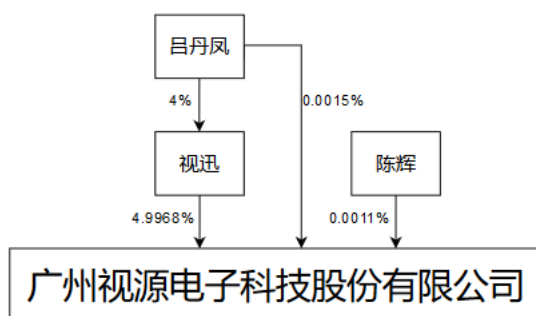 吕丹凤
4%
0.0015%
视迅
陈辉
4.9968%
0.0011%
广州视源电子科技股份有限公司